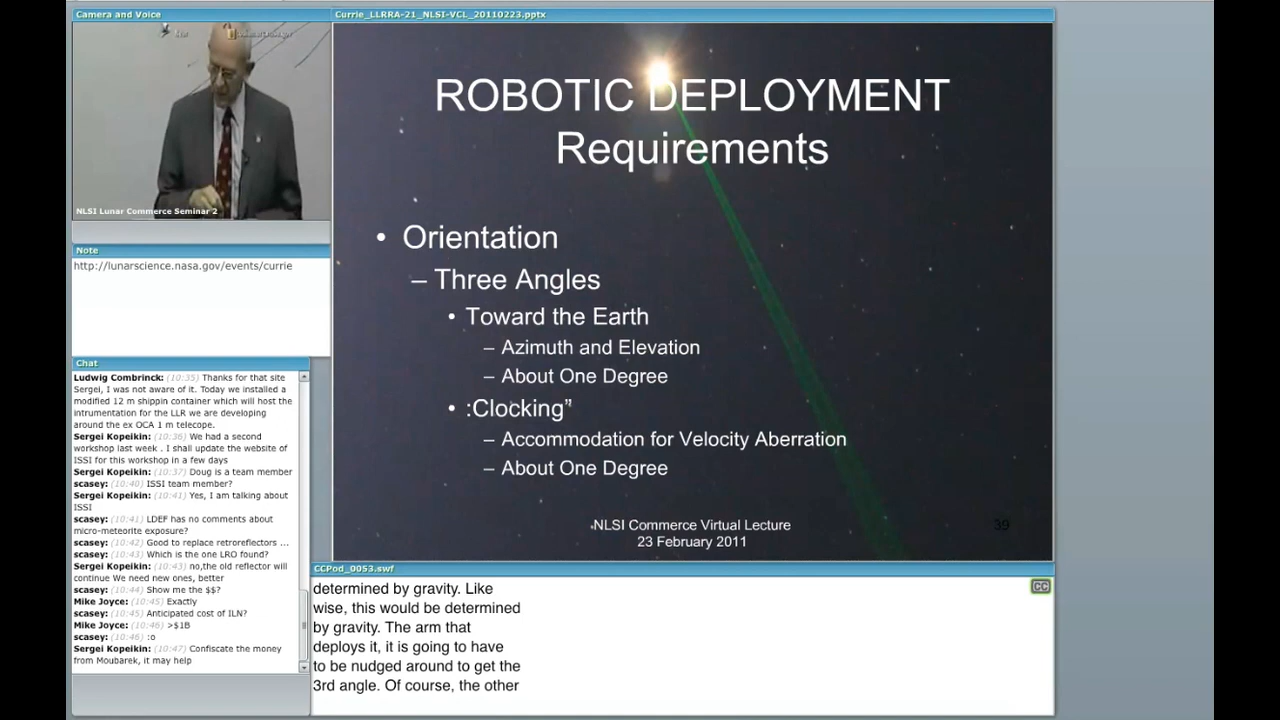 Camera and Voice
NLSI Lunar Commerce Seminar 2
Note
http://lunarscience.nasa.gov/events/currie
Chat
Ludwig Combrinck: (10:35) Thanks for that site
Sergei, I was not aware of it. Today we installed a
modified 12 m shippin container which will host the
intrumentation for the LLR we are developing
around the ex OCA 1 m telecope.
Sergei Kopeikin: (10:36) We had a second
workshop last week . I shall update the website of
ISSI for this workshop in a few days
Sergei Kopeikin: (10:37) Doug is a team member
scasey: (10:40) ISSI team member?
Sergei Kopeikin: (10:41) Yes, I am talking about
ISSI
scasey: (10:41) LDEF has no comments about
micro-meteorite exposure?
scasey: (10:42) Good to replace retroreflectors ...
scasey: (10:43) Which is the one LRO found?
Sergei Kopeikin: (10:43) no,the old reflector will
continue We need new ones, better
scasey: (10:44) Show me the $$?
Mike Joyce: (10:45) Exactly
scasey: (10:45) Anticipated cost of ILN?
Mike Joyce: (10:46) >$1B
scasey: (10:46) :o
Sergei Kopeikin: (10:47) Confiscate the money
from Moubarek, it may help
Currie_LLRRA-21_NLSI-VCL_20110223.pptx
ROBOTIC DEPLOYMENT
Requirements
• Orientation
– Three Angles
• Toward the Earth
– Azimuth and Elevation
– About One Degree
• :Clocking”
– Accommodation for Velocity Aberration
– About One Degree
NLSI Commerce Virtual Lecture
23 February 2011
39
CCPod_0053.swf
CC
determined by gravity. Like
wise, this would be determined
by gravity. The arm that
deploys it, it is going to have
to be nudged around to get the
3rd angle. Of course, the other